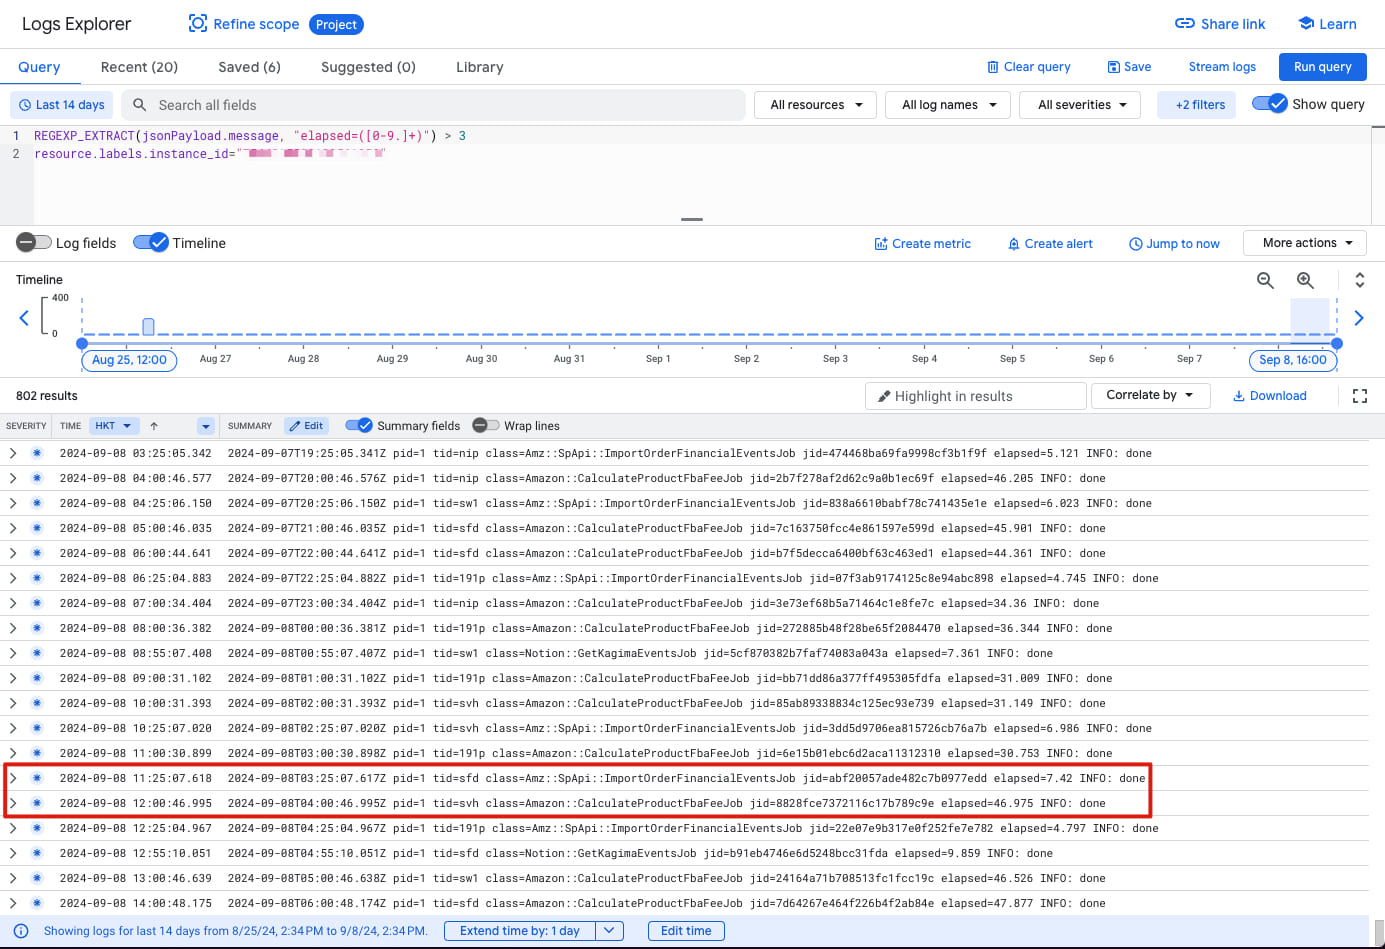 Logs Explorer
Refine scope Project
Share link Learn
Query Recent (20) Saved (6) Suggested (0) Library
Clear query Save Stream logs Run query
Last 14 days Search all fields All resources All log names All severities +2 filters Show query
1 REGEXP_EXTRACT(jsonPayload.message, "elapsed=([0-9.]+)") > 3
2 resource.labels.instance_id=" "
Log fields Timeline Create metric Create alert Jump to now More actions
Timeline
400
0
Aug 25, 12:00 Aug 27 Aug 28 Aug 29 Aug 30 Aug 31 Sep 1 Sep 2 Sep 3 Sep 4 Sep 5 Sep 6 Sep 7 Sep 8, 16:00
802 results Highlight in results Correlate by Download
SEVERITY TIME HKT SUMMARY Edit Summary fields Wrap lines
2024-09-08 03:25:05.342 2024-09-07T19:25:05.341Z pid=1 tid=nip class=Amz::SpApi::ImportOrderFinancialEventsJob jid=474468ba69fa9998cf3b1f9f elapsed=5.121 INFO: done
2024-09-08 04:00:46.577 2024-09-07T20:00:46.576Z pid=1 tid=nip class=Amazon::CalculateProductFbaFeeJob jid=2b7f278af2d62c9a0b1ec69f elapsed=46.205 INFO: done
2024-09-08 04:25:06.150 2024-09-07T20:25:06.150Z pid=1 tid=sw1 class=Amz::SpApi::ImportOrderFinancialEventsJob jid=838a6610babf78c741435e1e elapsed=6.023 INFO: done
2024-09-08 05:00:46.035 2024-09-07T21:00:46.035Z pid=1 tid=sfd class=Amazon::CalculateProductFbaFeeJob jid=7c163750fcc4e861597e599d elapsed=45.901 INFO: done
2024-09-08 06:00:44.641 2024-09-07T22:00:44.641Z pid=1 tid=sfd class=Amazon::CalculateProductFbaFeeJob jid=b7f5decca6400bf63c463ed1 elapsed=44.361 INFO: done
2024-09-08 06:25:04.883 2024-09-07T22:25:04.882Z pid=1 tid=191p class=Amz::SpApi::ImportOrderFinancialEventsJob jid=07f3ab9174125c8e94abc898 elapsed=4.745 INFO: done
2024-09-08 07:00:34.404 2024-09-07T23:00:34.404Z pid=1 tid=nip class=Amazon::CalculateProductFbaFeeJob jid=3e73ef68b5a71464c1e8fe7c elapsed=34.36 INFO: done
2024-09-08 08:00:36.382 2024-09-08T00:00:36.381Z pid=1 tid=191p class=Amazon::CalculateProductFbaFeeJob jid=272885b48f28be65f2084470 elapsed=36.344 INFO: done
2024-09-08 08:55:07.408 2024-09-08T00:55:07.407Z pid=1 tid=sw1 class=Notion::GetKagimaEventsJob jid=5cf870382b7faf74083a043a elapsed=7.361 INFO: done
2024-09-08 09:00:31.102 2024-09-08T01:00:31.102Z pid=1 tid=191p class=Amazon::CalculateProductFbaFeeJob jid=bb71dd86a377ff495305fdfa elapsed=31.009 INFO: done
2024-09-08 10:00:31.393 2024-09-08T02:00:31.393Z pid=1 tid=svh class=Amazon::CalculateProductFbaFeeJob jid=85ab89338834c125ec93e739 elapsed=31.149 INFO: done
2024-09-08 10:25:07.020 2024-09-08T02:25:07.020Z pid=1 tid=svh class=Amz::SpApi::ImportOrderFinancialEventsJob jid=3dd5d9706ea815726cb76a7b elapsed=6.986 INFO: done
2024-09-08 11:00:30.899 2024-09-08T03:00:30.898Z pid=1 tid=191p class=Amazon::CalculateProductFbaFeeJob jid=6e15b01ebc6d2aca11312310 elapsed=30.753 INFO: done
2024-09-08 11:25:07.618 2024-09-08T03:25:07.617Z pid=1 tid=sfd class=Amz::SpApi::ImportOrderFinancialEventsJob jid=abf20057ade482c7b0977edd elapsed=7.42 INFO: done
2024-09-08 12:00:46.995 2024-09-08T04:00:46.995Z pid=1 tid=svh class=Amazon::CalculateProductFbaFeeJob jid=8828fce7372116c17b789c9e elapsed=46.975 INFO: done
2024-09-08 12:25:04.967 2024-09-08T04:25:04.967Z pid=1 tid=191p class=Amz::SpApi::ImportOrderFinancialEventsJob jid=22e07e9b317e0f252fe7e782 elapsed=4.797 INFO: done
2024-09-08 12:55:10.051 2024-09-08T04:55:10.051Z pid=1 tid=sfd class=Notion::GetKagimaEventsJob jid=b91eb4746e6d5248bcc31fda elapsed=9.859 INFO: done
2024-09-08 13:00:46.639 2024-09-08T05:00:46.638Z pid=1 tid=sw1 class=Amazon::CalculateProductFbaFeeJob jid=24164a71b708513fc1fcc19c elapsed=46.526 INFO: done
2024-09-08 14:00:48.175 2024-09-08T06:00:48.174Z pid=1 tid=sfd class=Amazon::CalculateProductFbaFeeJob jid=7d64267e464f226b4f2ab84e elapsed=47.877 INFO: done
Showing logs for last 14 days from 8/25/24, 2:34 PM to 9/8/24, 2:34 PM. Extend time by: 1 day Edit time